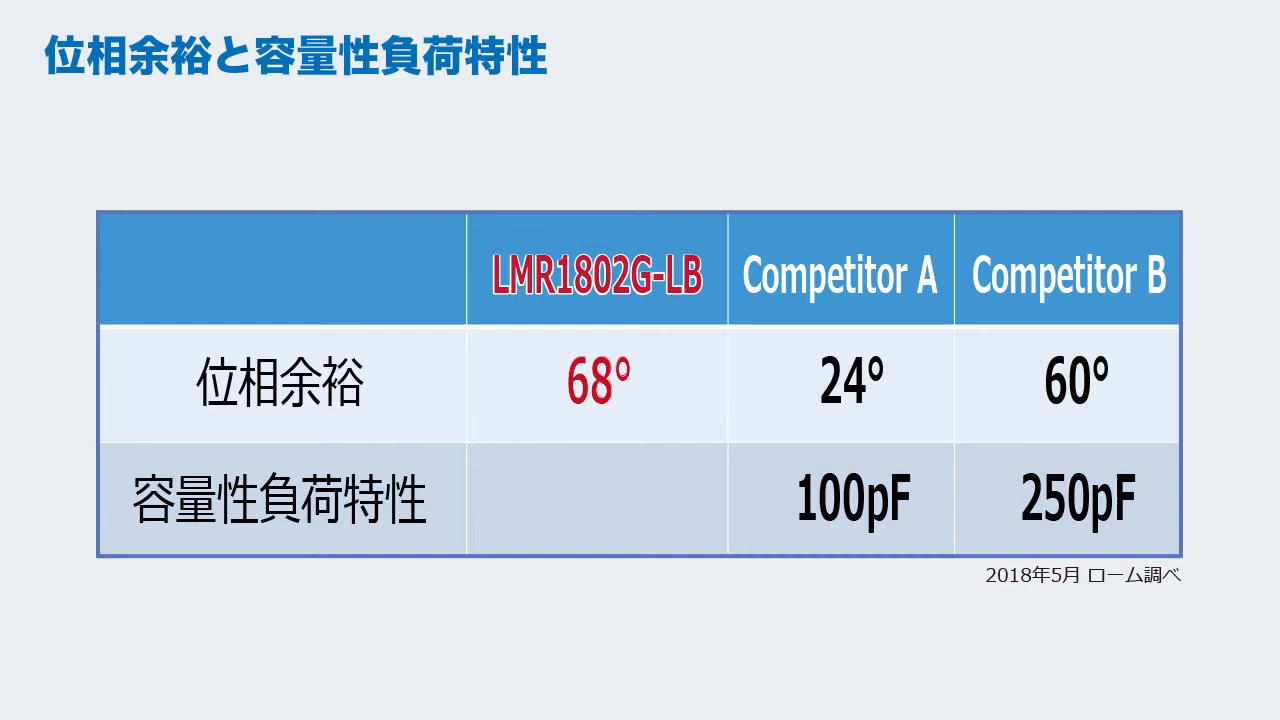 位相余裕と容量性負荷特性
LMR1802G-LB Competitor A Competitor B
位相余裕 68° 24° 60°
容量性負荷特性 100pF 250pF
2018年5月 ローム調べ